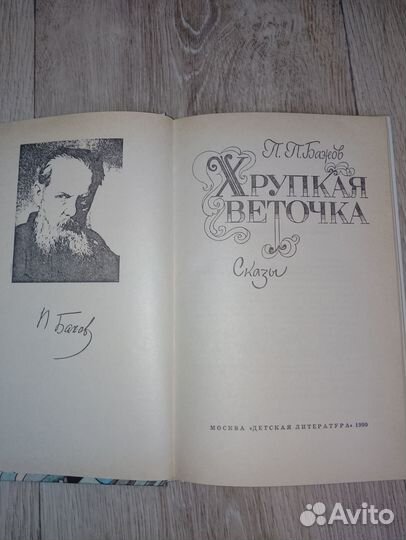 П Бажов
П. П. Бажов
ХРУПКАЯ
ВЕТОЧКА
Сказы
МОСКВА «ДЕТСКАЯ ЛИТЕРАТУРА» 1990
Avito